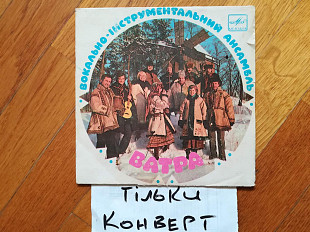 ВОКАЛЬНО-ІНСТРУМЕНТАЛЬНИЙ АНСАМБЛЬ
ВАТРА
ТІЛЬКИ
КОНВЕРТ